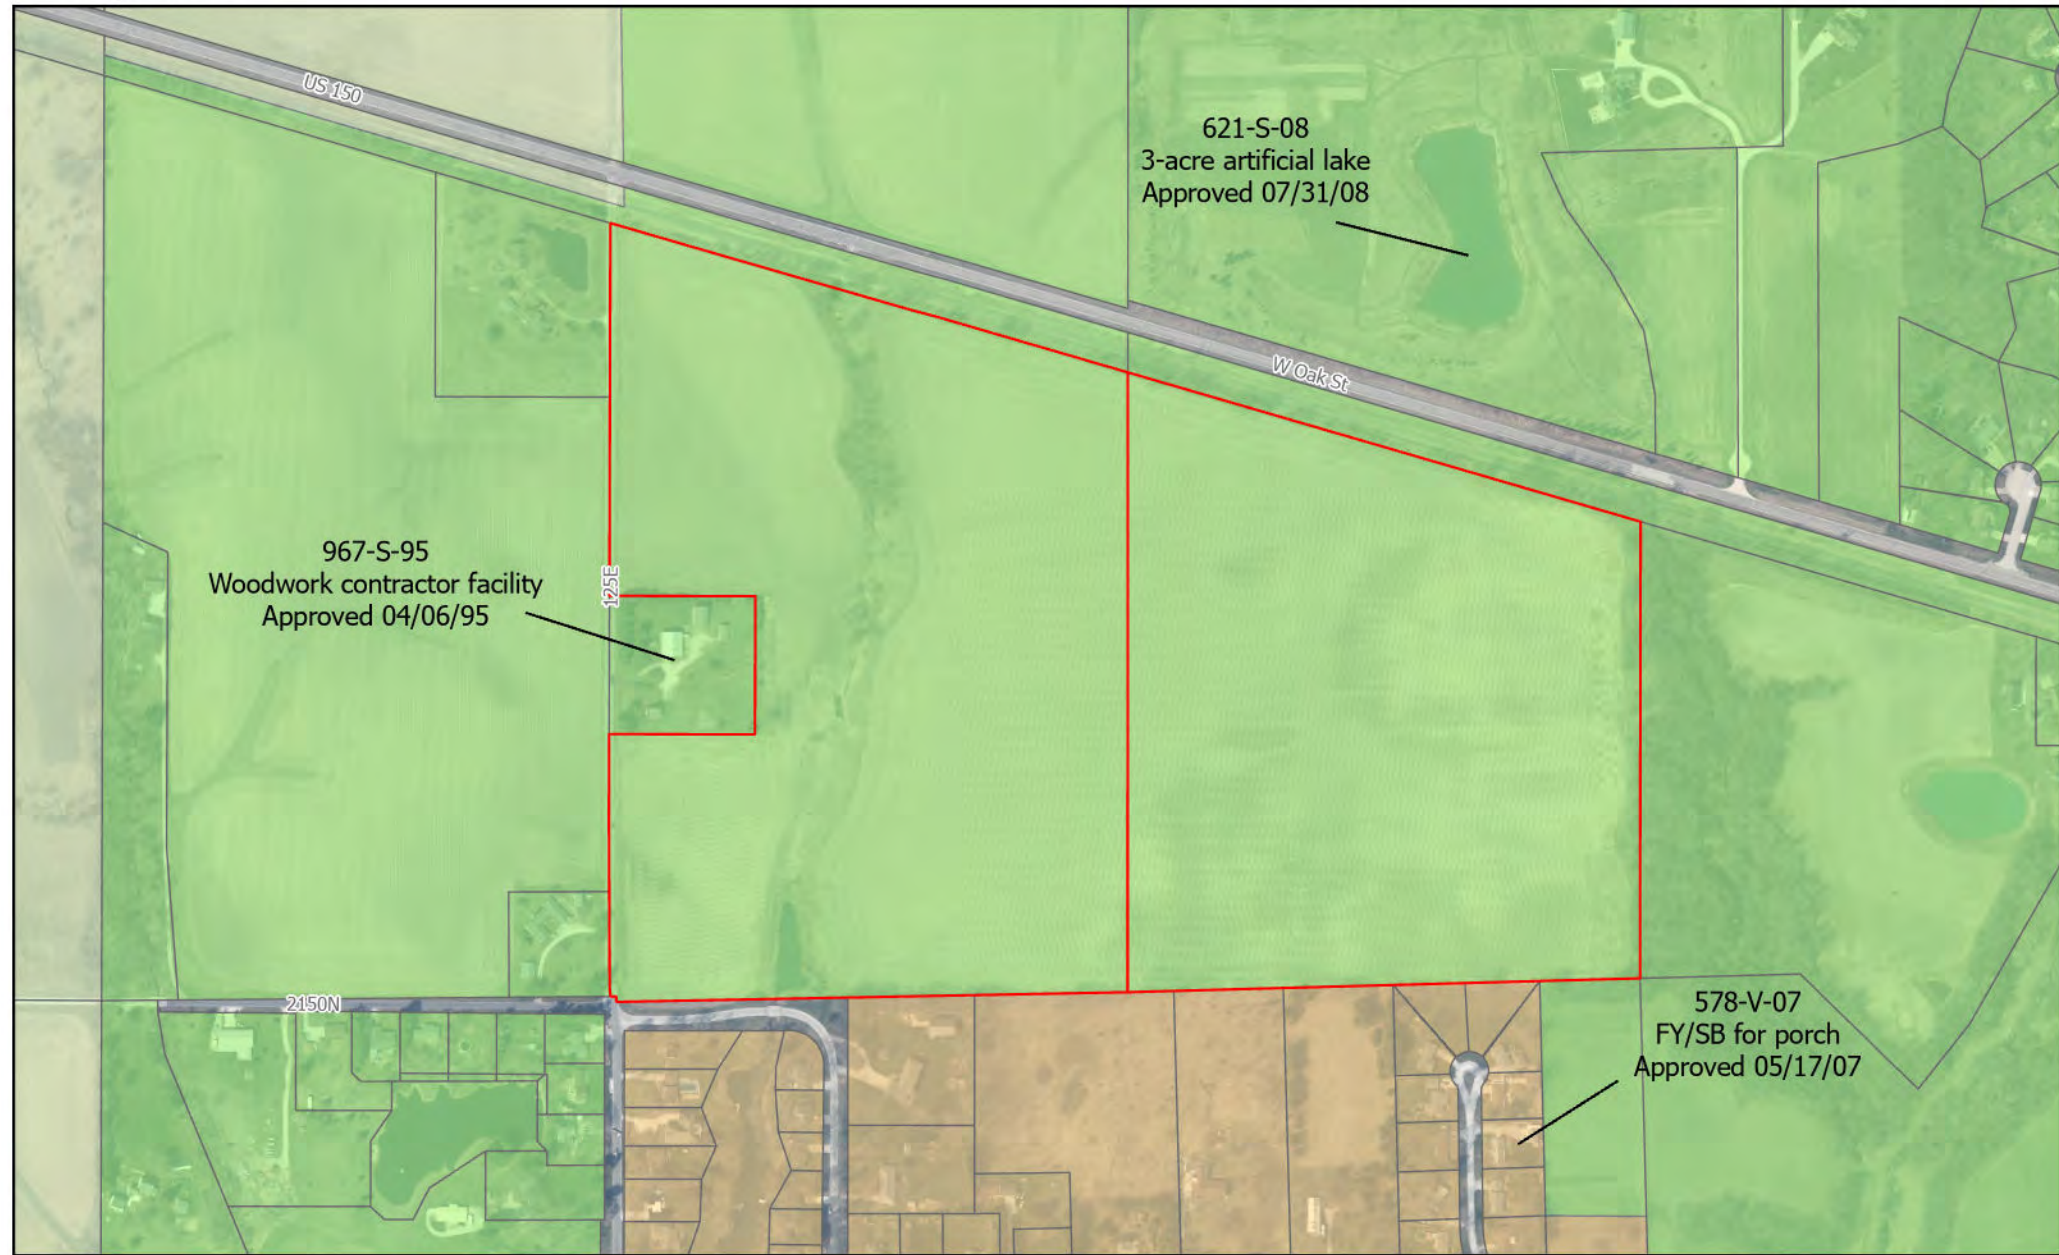 US 150
621-S-08
3-acre artificial lake
Approved 07/31/08
W Oak St
967-S-95
Woodwork contractor facility
Approved 04/06/95
125E
2150N
578-V-07
FY/SB for porch
Approved 05/17/07